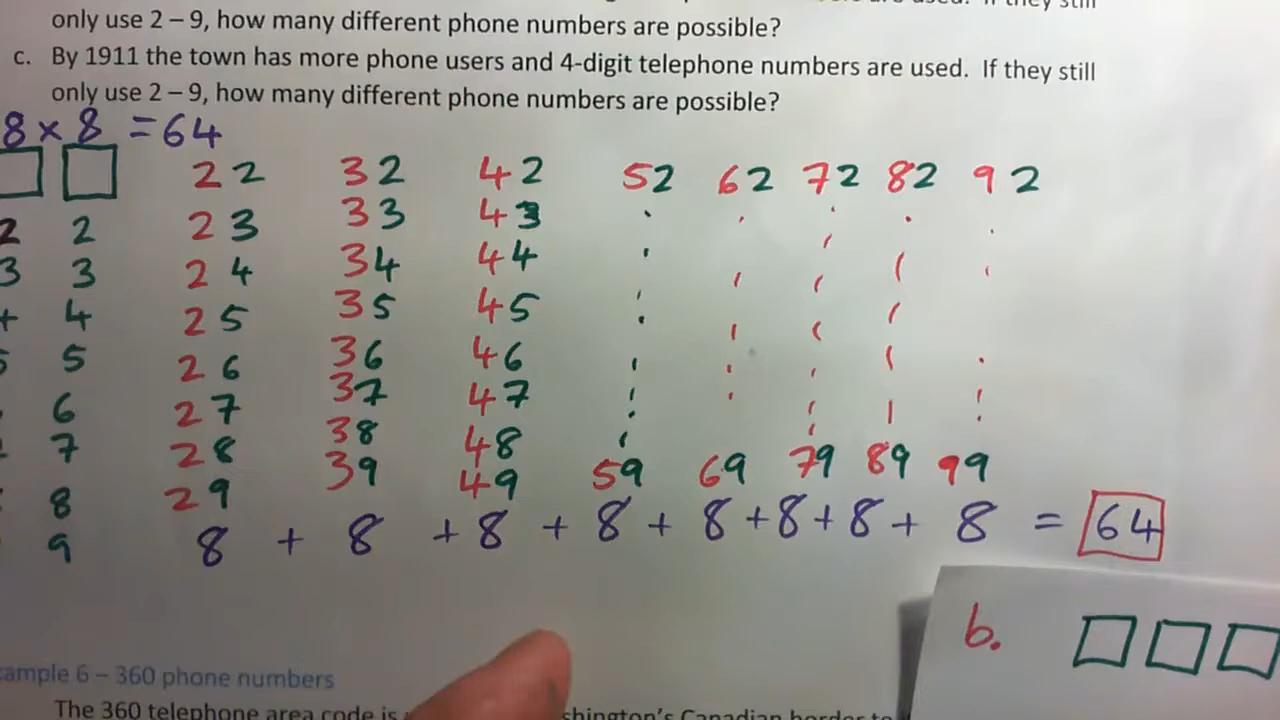 only use 2 – 9, how many different phone numbers are possible?
c. By 1911 the town has more phone users and 4-digit telephone numbers are used. If they still
only use 2 – 9, how many different phone numbers are possible?
8 × 8 = 64
22 32 42 52 62 72 82 92
2 2 23 33 43
3 3 24 34 44
4 25 35 45
5 5 26 36 46
6 27 37 47
7 28 38 48
8 29 39 49 59 69 79 89 99
9 8 + 8 + 8 + 8 + 8 + 8 + 8 + 8 = 64
b.
ample 6 – 360 phone numbers
The 360 telephone area code is shington's Canadian border to